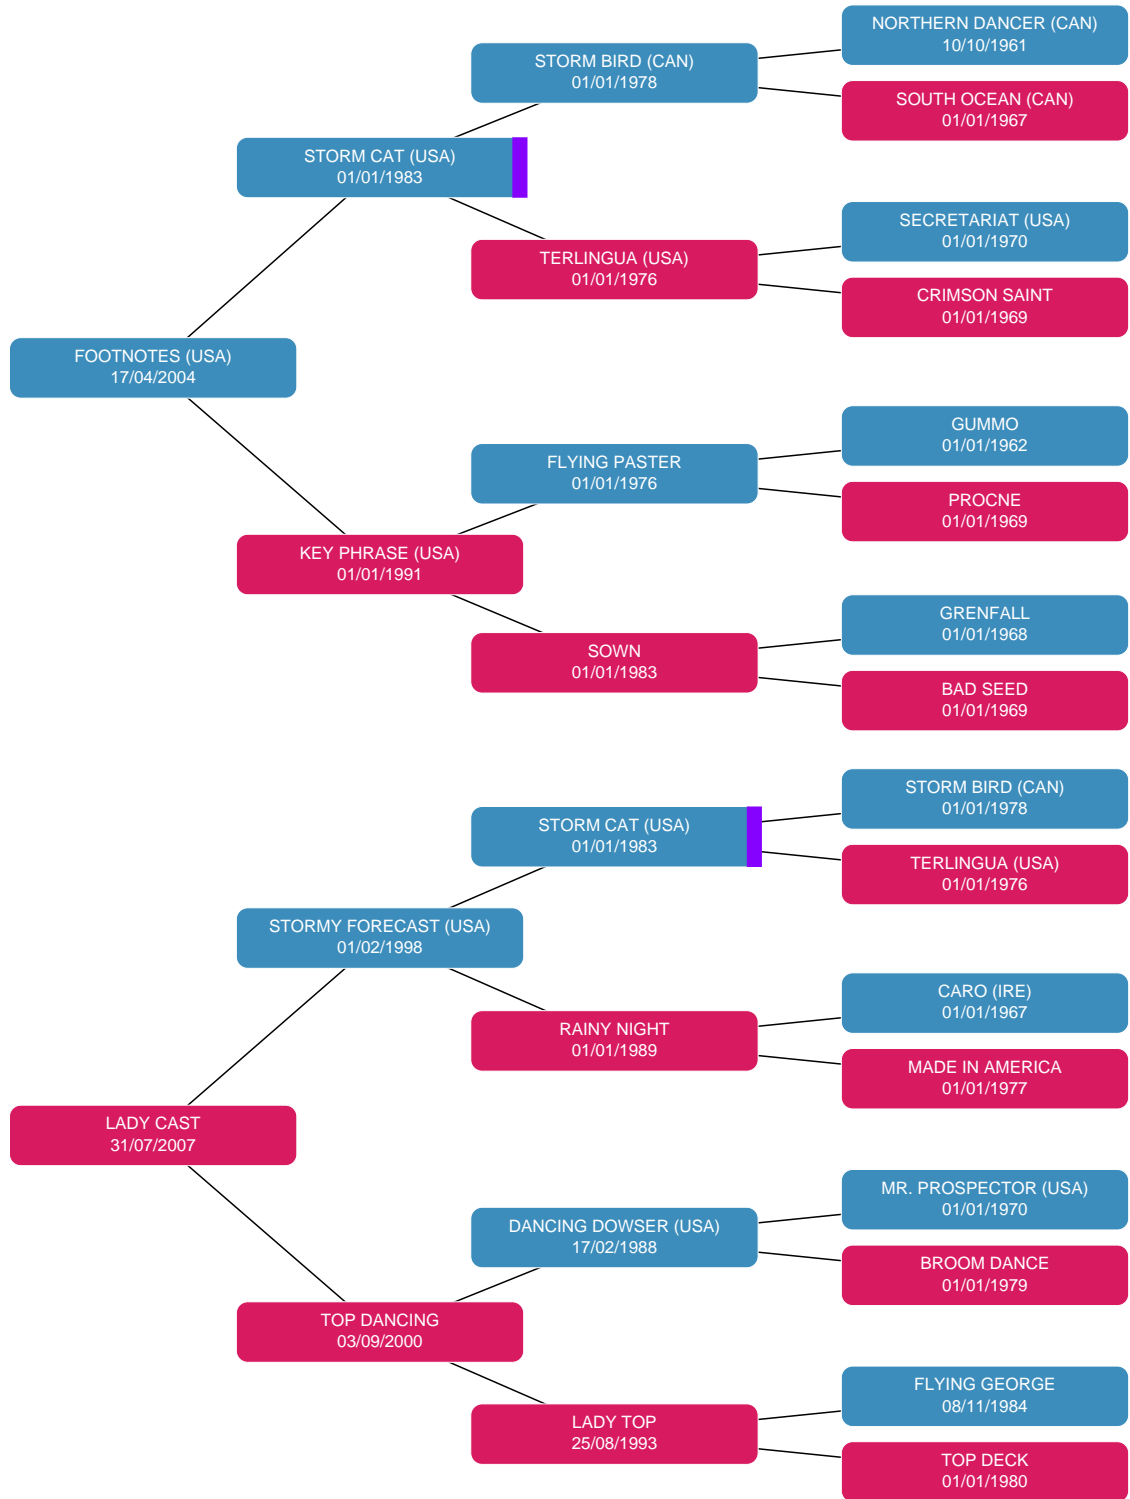 NORTHERN DANCER (CAN)
10/10/1961
STORM BIRD (CAN)
01/01/1978
SOUTH OCEAN (CAN)
01/01/1967
STORM CAT (USA)
01/01/1983
SECRETARIAT (USA)
01/01/1970
TERLINGUA (USA)
01/01/1976
CRIMSON SAINT
01/01/1969
FOOTNOTES (USA)
17/04/2004
GUMMO
01/01/1962
FLYING PASTER
01/01/1976
PROCNE
01/01/1969
KEY PHRASE (USA)
01/01/1991
GRENFALL
01/01/1968
SOWN
01/01/1983
BAD SEED
01/01/1969
STORM BIRD (CAN)
01/01/1978
STORM CAT (USA)
01/01/1983
TERLINGUA (USA)
01/01/1976
STORMY FORECAST (USA)
01/02/1998
CARO (IRE)
01/01/1967
RAINY NIGHT
01/01/1989
MADE IN AMERICA
01/01/1977
LADY CAST
31/07/2007
MR. PROSPECTOR (USA)
01/01/1970
DANCING DOWSER (USA)
17/02/1988
BROOM DANCE
01/01/1979
TOP DANCING
03/09/2000
FLYING GEORGE
08/11/1984
LADY TOP
25/08/1993
TOP DECK
01/01/1980